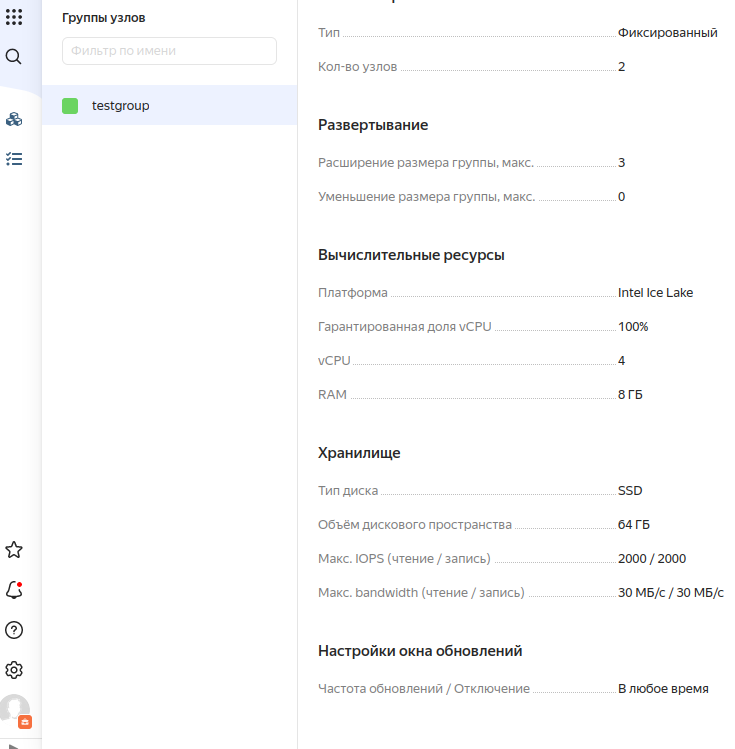 Группы узлов
Фильтр по имени
testgroup
Тип Фиксированный
Кол-во узлов 2
Развертывание
Расширение размера группы, макс. 3
Уменьшение размера группы, макс. 0
Вычислительные ресурсы
Платформа Intel Ice Lake
Гарантированная доля vCPU 100%
vCPU 4
RAM 8 ГБ
Хранилище
Тип диска SSD
Объём дискового пространства 64 ГБ
Макс. IOPS (чтение / запись) 2000 / 2000
Макс. bandwidth (чтение / запись) 30 МБ/с / 30 МБ/с
Настройки окна обновлений
Частота обновлений / Отключение В любое время